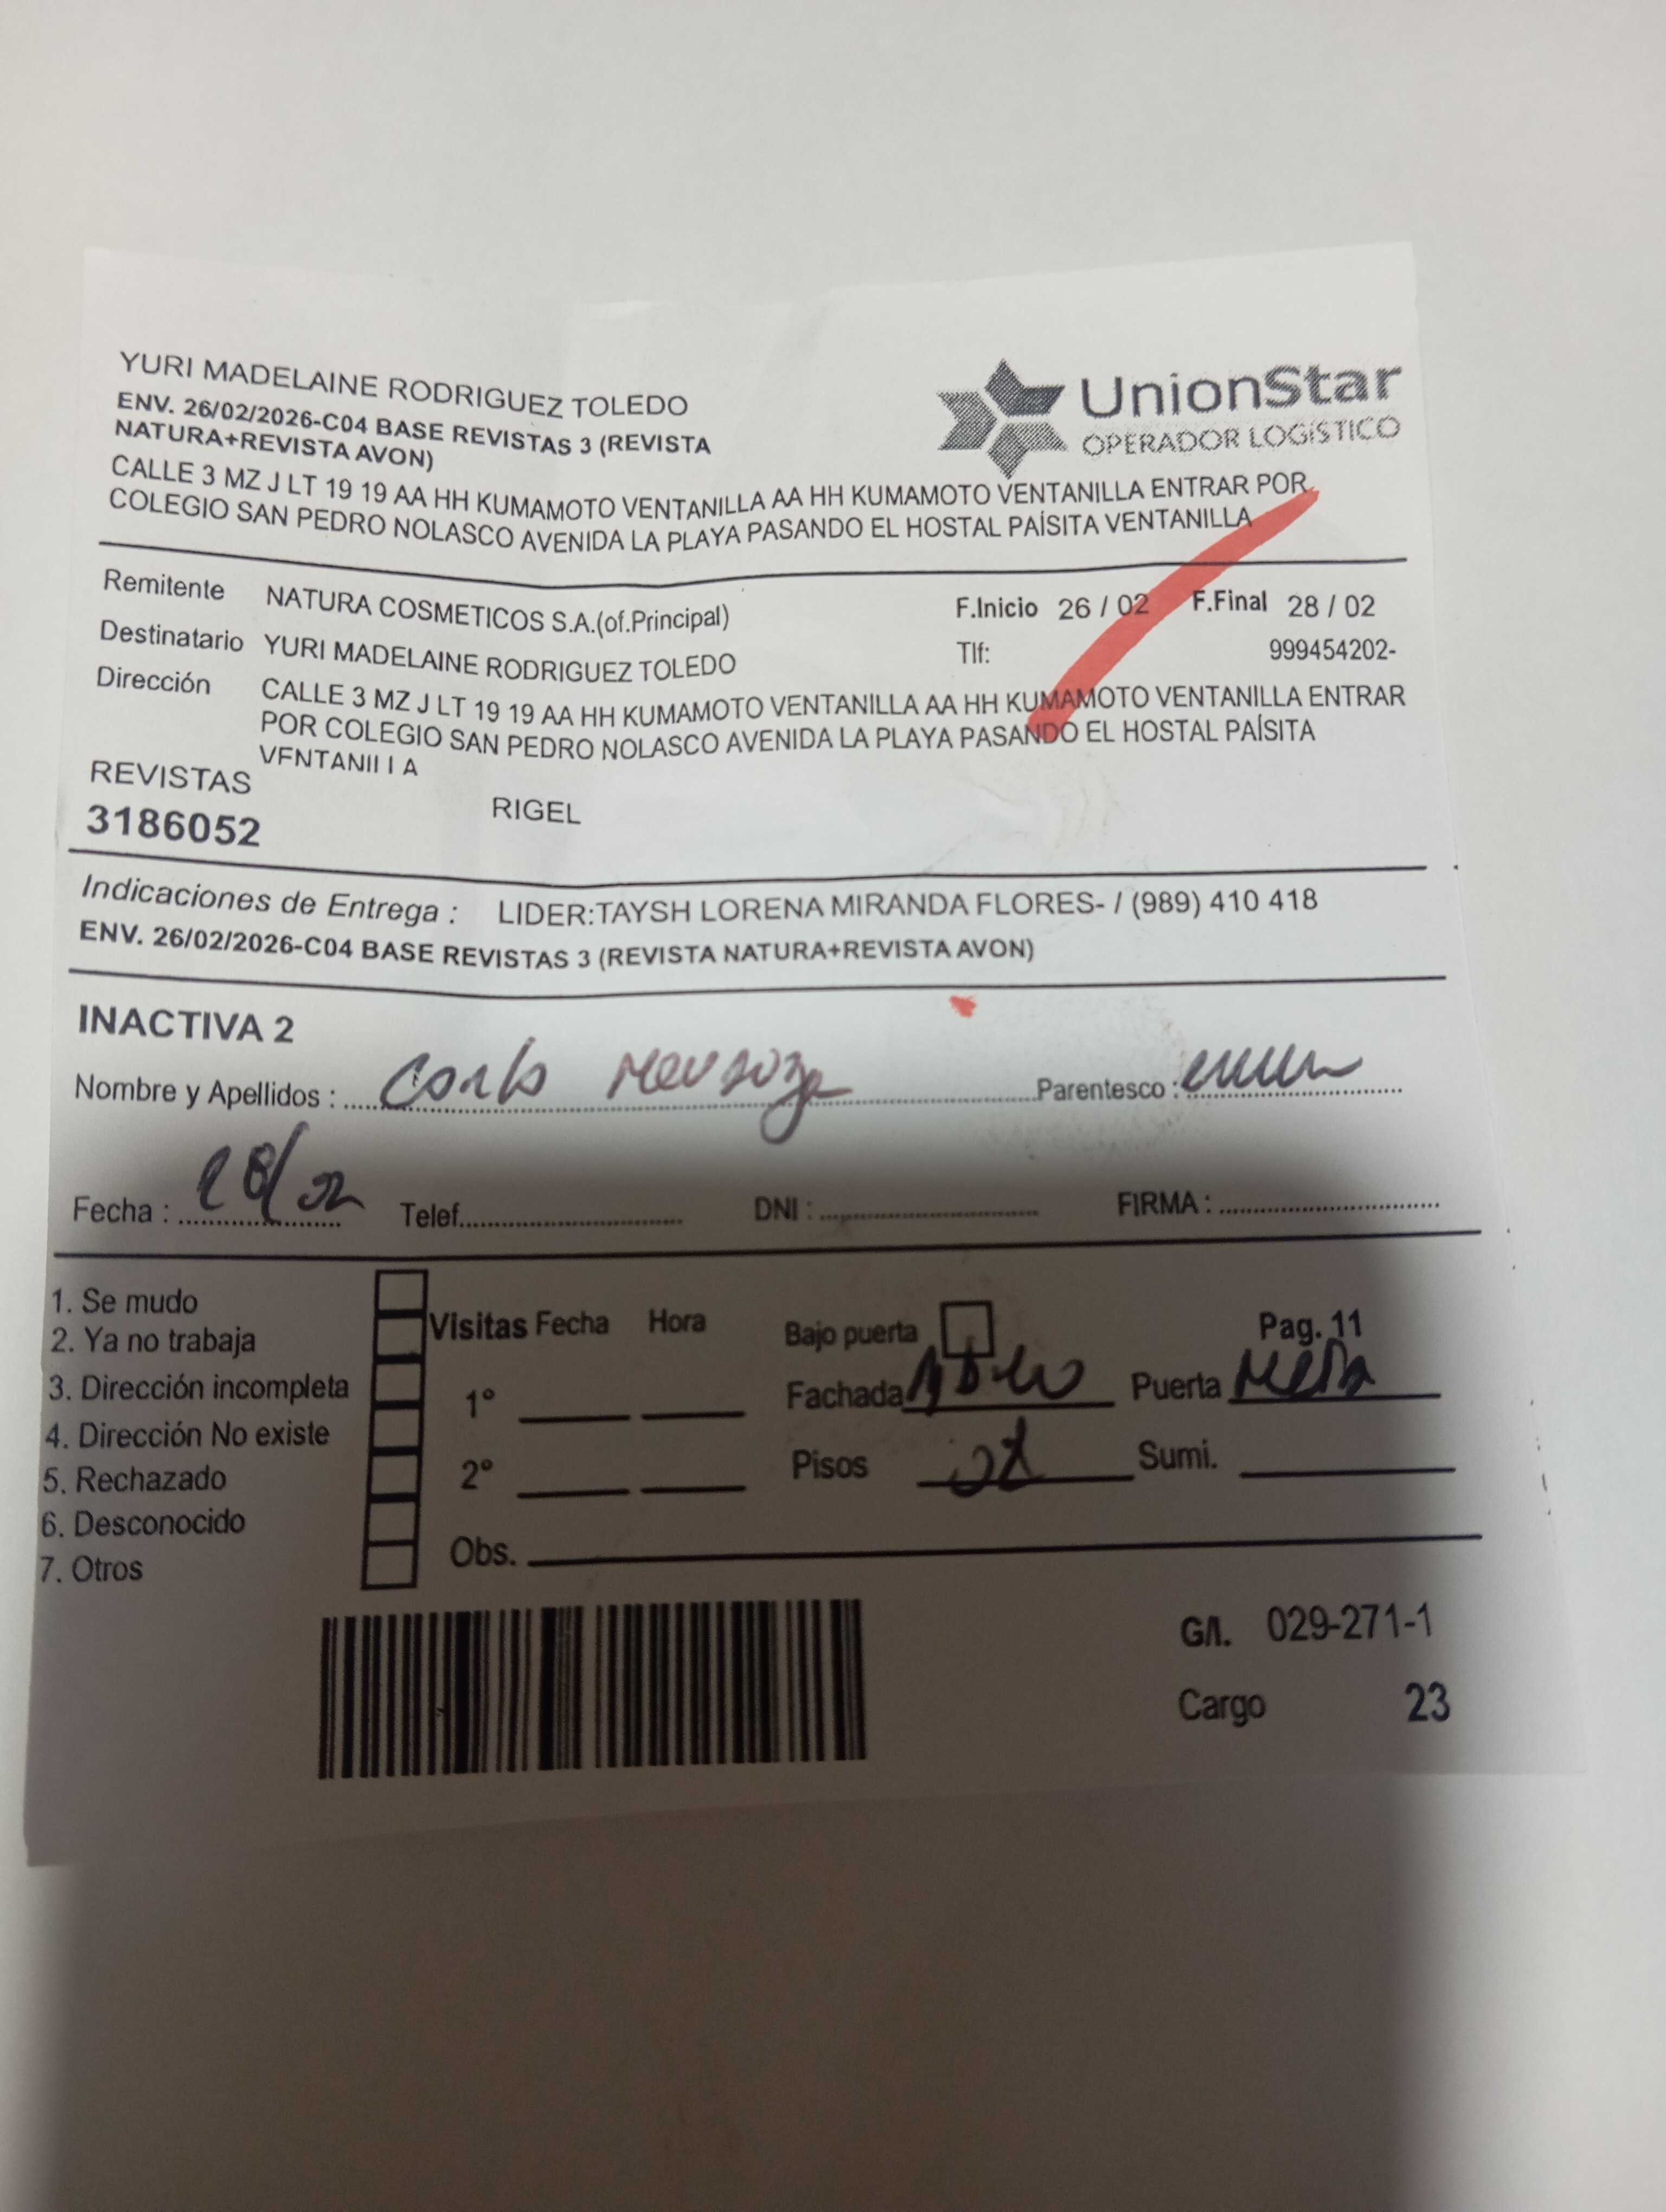 YURI MADELAINE RODRIGUEZ TOLEDO
ENV. 26/02/2026-C04 BASE REVISTAS 3 (REVISTA
NATURA+REVISTA AVON)
UnionStar
OPERADOR LOGÍSTICO
CALLE 3 MZ J LT 19 19 AA HH KUMAMOTO VENTANILLA AA HH KUMAMOTO VENTANILLA ENTRAR POR
COLEGIO SAN PEDRO NOLASCO AVENIDA LA PLAYA PASANDO EL HOSTAL PAÍSITA VENTANILLA
Remitente NATURA COSMETICOS S.A.(of.Principal) F.Inicio 26 / 02 F.Final 28 / 02
Destinatario YURI MADELAINE RODRIGUEZ TOLEDO Tlf: 999454202-
Dirección CALLE 3 MZ J LT 19 19 AA HH KUMAMOTO VENTANILLA AA HH KUMAMOTO VENTANILLA ENTRAR
POR COLEGIO SAN PEDRO NOLASCO AVENIDA LA PLAYA PASANDO EL HOSTAL PAÍSITA
VENTANILLA
REVISTAS RIGEL
3186052
Indicaciones de Entrega : LIDER:TAYSH LORENA MIRANDA FLORES- / (989) 410 418
ENV. 26/02/2026-C04 BASE REVISTAS 3 (REVISTA NATURA+REVISTA AVON)
INACTIVA 2
Nombre y Apellidos : Parentesco :
Fecha : 28/02 Telef. DNI : FIRMA :
1. Se mudo
2. Ya no trabaja
3. Dirección incompleta
4. Dirección No existe
5. Rechazado
6. Desconocido
7. Otros
Visitas Fecha Hora
1°
2°
Obs.
Bajo puerta Pag. 11
Fachada Puerta
Pisos Sumi.
G/I. 029-271-1
Cargo 23